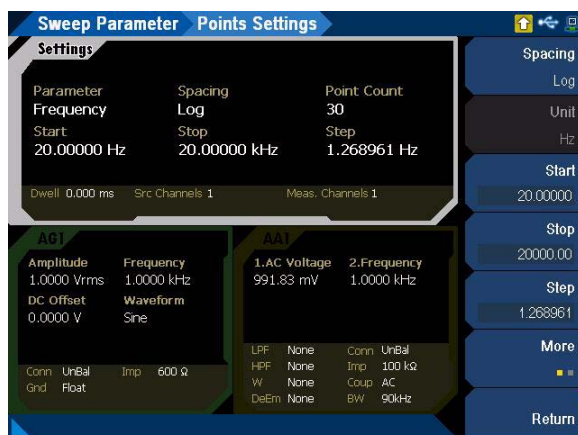 Sweep Parameter Points Settings
Settings
Parameter Spacing Point Count
Frequency Log 30
Start Stop Step
20.00000 Hz 20.00000 kHz 1.268961 Hz
Dwell 0.000 ms Src Channels 1 Meas. Channels 1
AG1
Amplitude Frequency
1.0000 Vrms 1.0000 kHz
DC Offset Waveform
0.0000 V Sine
Conn UnBal Imp 600 Ω
Gnd Float
AA1
1.AC Voltage 2.Frequency
991.83 mV 1.0000 kHz
LPF None Conn UnBal
HPF None Imp 100 kΩ
W None Coup AC
DeEm None BW 90kHz
Spacing
Log
Unit
Hz
Start
20.00000
Stop
20000.00
Step
1.268961
More
Return